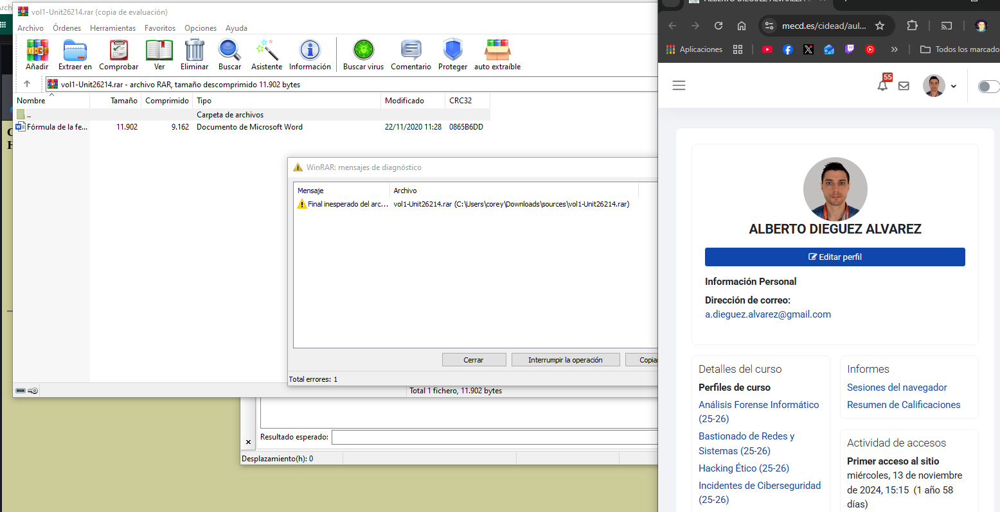 vol1-Unit26214.rar (copia de evaluación)
Archivo Órdenes Herramientas Favoritos Opciones Ayuda
Añadir Extraer en Comprobar Ver Eliminar Buscar Asistente Información Buscar virus Comentario Proteger auto extraíble
vol1-Unit26214.rar - archivo RAR, tamaño descomprimido 11.902 bytes
Nombre Tamaño Comprimido Tipo Modificado CRC32
.. Carpeta de archivos
Fórmula de la fe... 11.902 9.162 Documento de Microsoft Word 22/11/2020 11:28 0865B6DD
WinRAR: mensajes de diagnóstico
Mensaje Archivo
Final inesperado del arc... vol1-Unit26214.rar (C:\Users\corey\Downloads\sources\vol1-Unit26214.rar)
Cerrar Interrumpir la operación Copiar
Total errores: 1
Total 1 fichero, 11.902 bytes
Resultado esperado:
Desplazamiento(h): 0
mecd.es/cidead/aul...
Aplicaciones
Todos los marcado
55
ALBERTO DIEGUEZ ALVAREZ
Editar perfil
Información Personal
Dirección de correo:
a.dieguez.alvarez@gmail.com
Detalles del curso
Perfiles de curso
Análisis Forense Informático
(25-26)
Bastionado de Redes y
Sistemas (25-26)
Hacking Ético (25-26)
Incidentes de Ciberseguridad
(25-26)
Informes
Sesiones del navegador
Resumen de Calificaciones
Actividad de accesos
Primer acceso al sitio
miércoles, 13 de noviembre
de 2024, 15:15 (1 año 58
días)